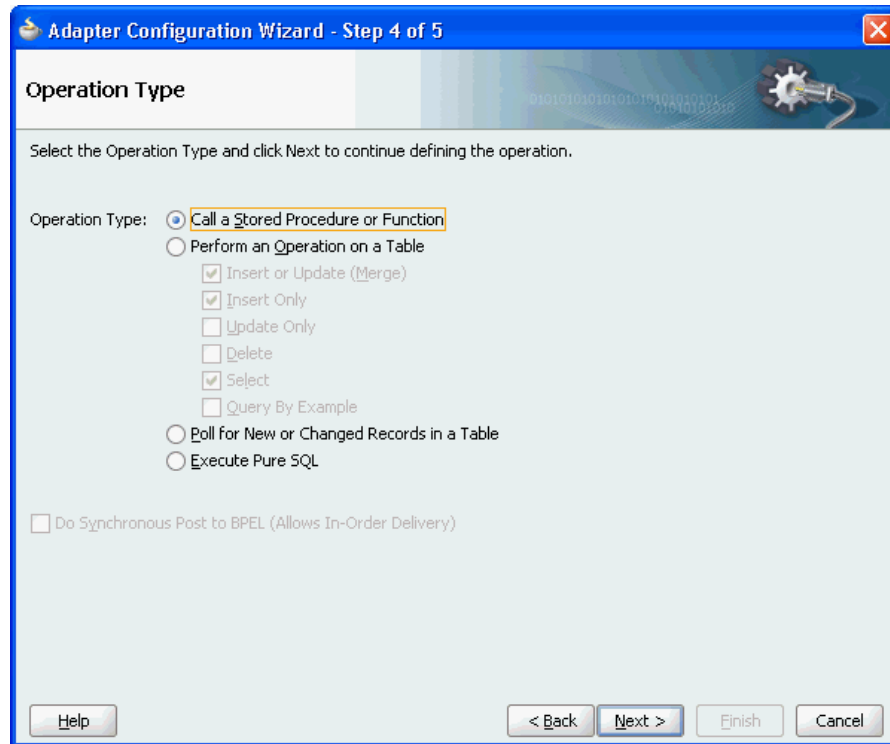 Adapter Configuration Wizard - Step 4 of 5
Operation Type
Select the Operation Type and click Next to continue defining the operation.
Operation Type: Call a Stored Procedure or Function
Perform an Operation on a Table
Insert or Update (Merge)
Insert Only
Update Only
Delete
Select
Query By Example
Poll for New or Changed Records in a Table
Execute Pure SQL
Do Synchronous Post to BPEL (Allows In-Order Delivery)
Help < Back Next > Finish Cancel